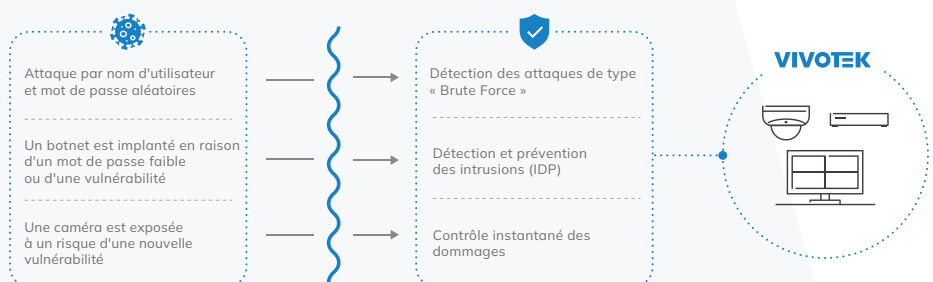 Attaque par nom d'utilisateur
et mot de passe aléatoires
Un botnet est implanté en raison
d'un mot de passe faible
ou d'une vulnérabilité
Une caméra est exposée
à un risque d'une nouvelle
vulnérabilité
Détection des attaques de type
« Brute Force »
Détection et prévention
des intrusions (IDP)
Contrôle instantané des
dommages
VIVOTEK